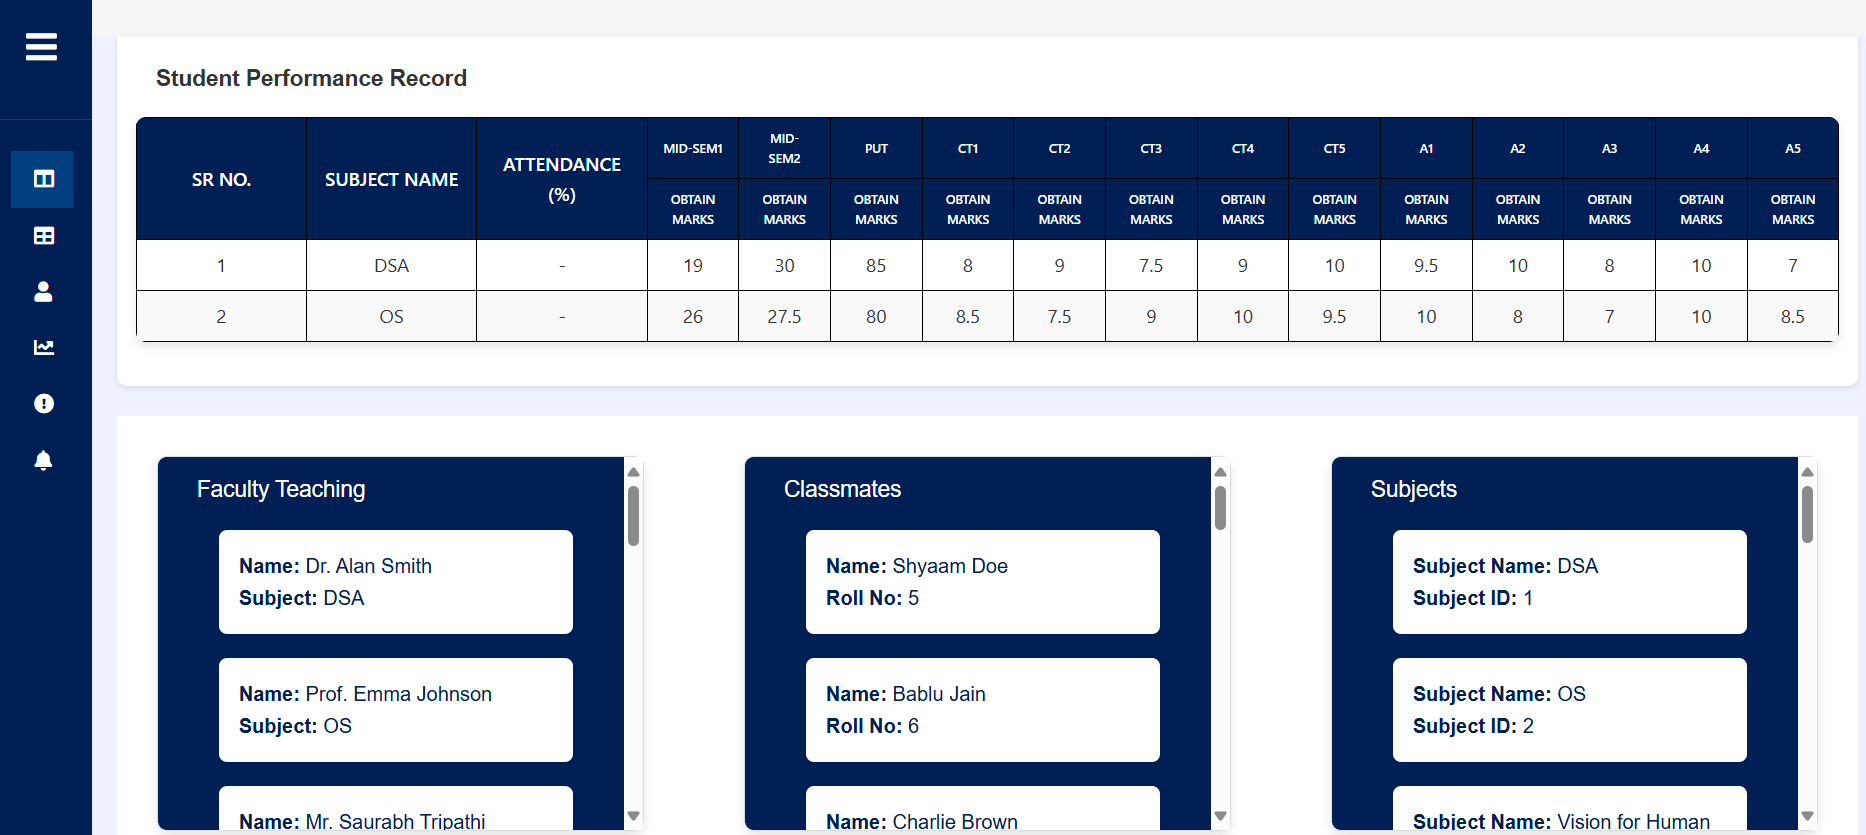 Student Performance Record
SR NO. SUBJECT NAME ATTENDANCE (%) MID-SEM1 MID-SEM2 PUT CT1 CT2 CT3 CT4 CT5 A1 A2 A3 A4 A5
OBTAIN MARKS OBTAIN MARKS OBTAIN MARKS OBTAIN MARKS OBTAIN MARKS OBTAIN MARKS OBTAIN MARKS OBTAIN MARKS OBTAIN MARKS OBTAIN MARKS OBTAIN MARKS OBTAIN MARKS OBTAIN MARKS
1 DSA - 19 30 85 8 9 7.5 9 10 9.5 10 8 10 7
2 OS - 26 27.5 80 8.5 7.5 9 10 9.5 10 8 7 10 8.5
Faculty Teaching
Name: Dr. Alan Smith
Subject: DSA
Name: Prof. Emma Johnson
Subject: OS
Name: Mr. Saurabh Tripathi
Classmates
Name: Shyaam Doe
Roll No: 5
Name: Bablu Jain
Roll No: 6
Name: Charlie Brown
Subjects
Subject Name: DSA
Subject ID: 1
Subject Name: OS
Subject ID: 2
Subject Name: Vision for Human